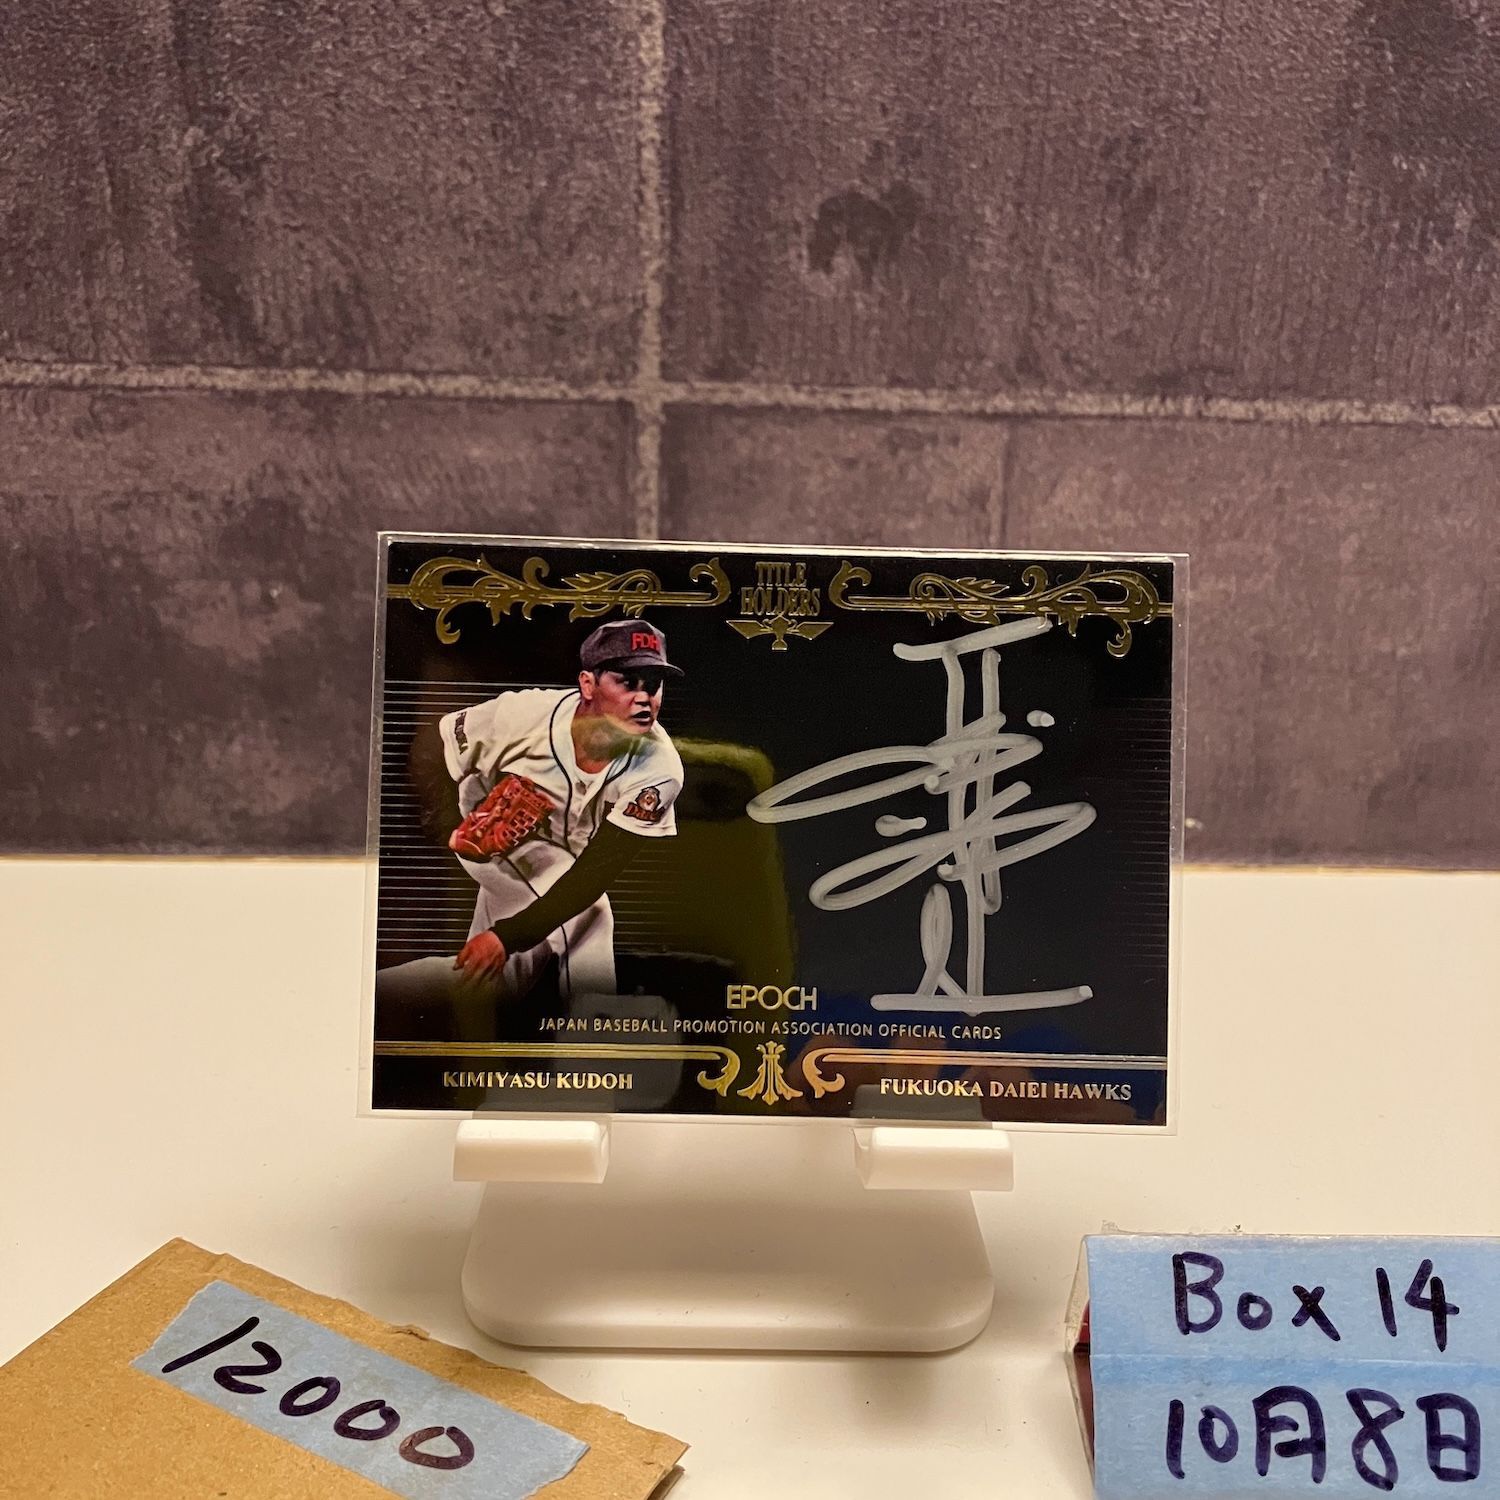 TITLE
HOLDERS
FDH
EPOCH
JAPAN BASEBALL PROMOTION ASSOCIATION OFFICIAL CARDS
KIMIYASU KUDOH
FUKUOKA DAIEI HAWKS
12000
Box 14
10月8日